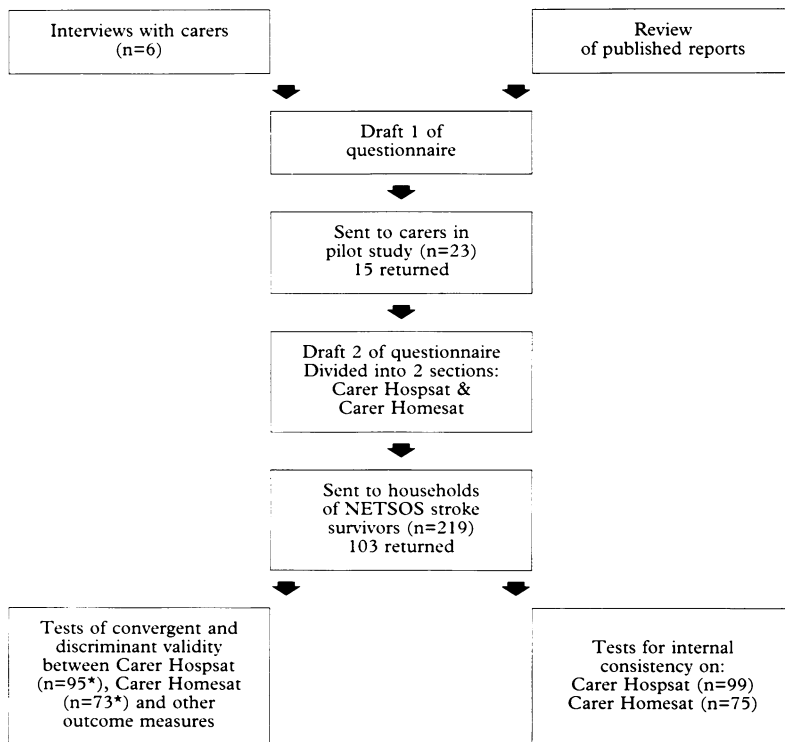 Interviews with carers
(n=6)
Review
of published reports
Draft 1 of
questionnaire
Sent to carers in
pilot study (n=23)
15 returned
Draft 2 of questionnaire
Divided into 2 sections:
Carer Hospsat &
Carer Homesat
Sent to households
of NETSOS stroke
survivors (n=219)
103 returned
Tests of convergent and
discriminant validity
between Carer Hospsat
(n=95*), Carer Homesat
(n=73*) and other
outcome measures
Tests for internal
consistency on:
Carer Hospsat (n=99)
Carer Homesat (n=75)